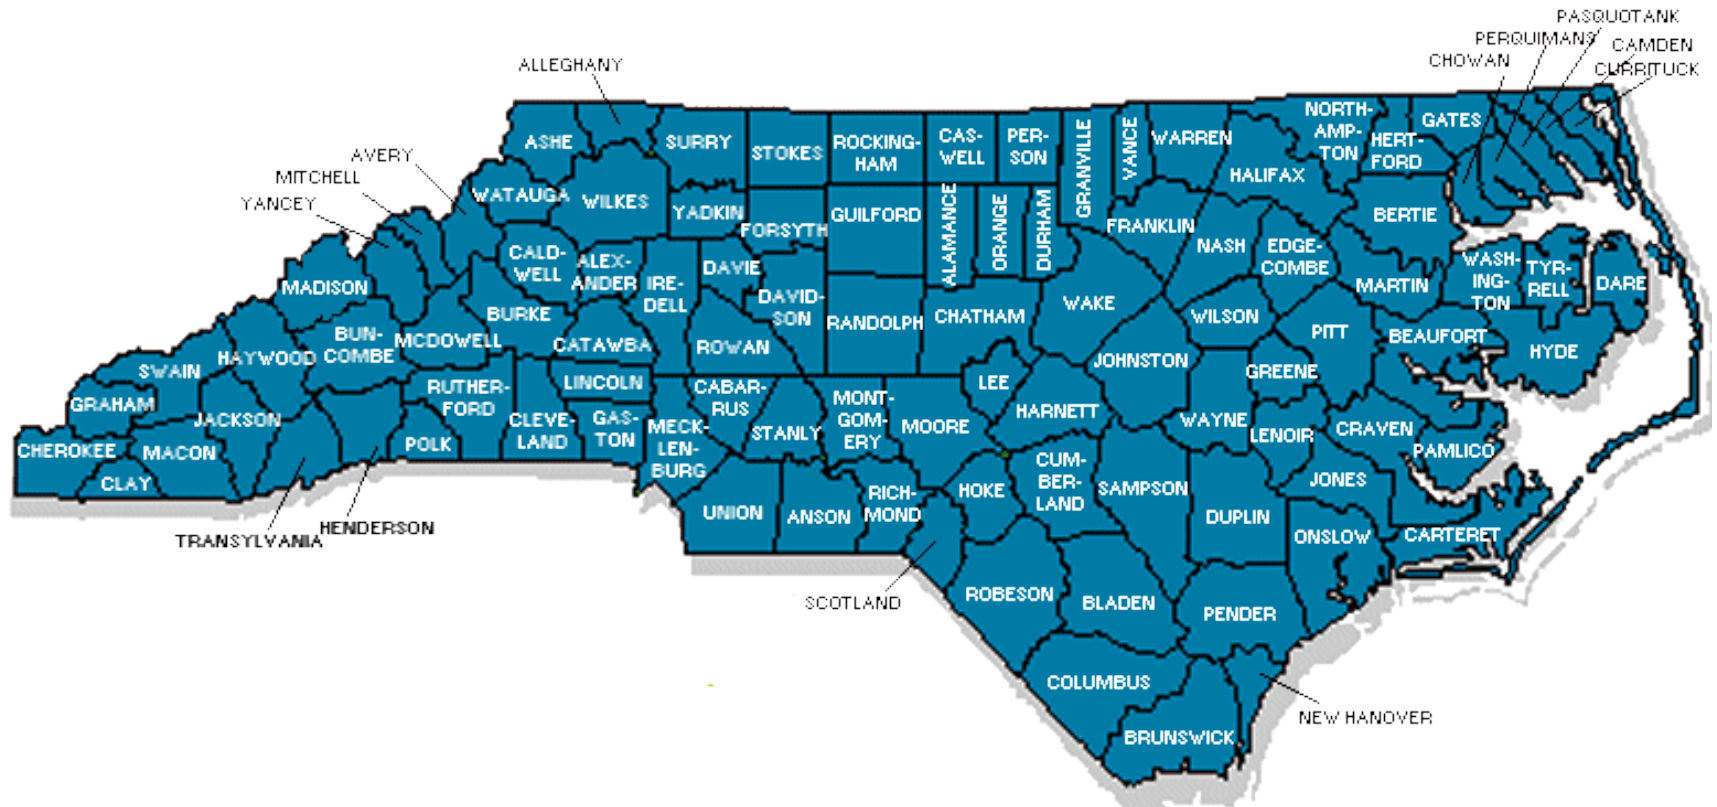 PASQUOTANK
PERQUIMANS
CAMDEN
CHOWAN
CURRITUCK
ALLEGHANY
AVERY
MITCHELL
YANCEY
ASHE
SURRY
STOKES
ROCKING-
HAM
CAS-
WELL
PER-
SON
GRANVILLE
VANCE
WARREN
NORTH-
AMP-
TON
HERT-
FORD
GATES
HALIFAX
WATAUGA
WILKES
YADKIN
FORSYTH
GUILFORD
ALAMANCE
ORANGE
DURHAM
FRANKLIN
NASH
EDGE-
COMBE
BERTIE
MADISON
CALD-
WELL
ALEX-
ANDER
IRE-
DELL
DAVIE
DAVID-
SON
RANDOLPH
CHATHAM
WAKE
WILSON
MARTIN
WASH-
ING-
TON
TYR-
RELL
DARE
SWAIN
HAYWOOD
BUN-
COMBE
MCDOWELL
BURKE
CATAWBA
ROWAN
JOHNSTON
PITT
BEAUFORT
HYDE
GRAHAM
JACKSON
RUTHER-
FORD
LINCOLN
CABAR-
RUS
MONT-
GOM-
ERY
LEE
HARNETT
GREENE
CHEROKEE
MACON
CLAY
POLK
CLEVE-
LAND
GAS-
TON
MECK-
LEN-
BURG
STANLY
MOORE
WAYNE
LENOIR
CRAVEN
PAMLICO
TRANSYLVANIA
HENDERSON
UNION
ANSON
RICH-
MOND
HOKE
CUM-
BER-
LAND
SAMPSON
DUPLIN
JONES
ONSLOW
CARTERET
SCOTLAND
ROBESON
BLADEN
PENDER
COLUMBUS
BRUNSWICK
NEW HANOVER